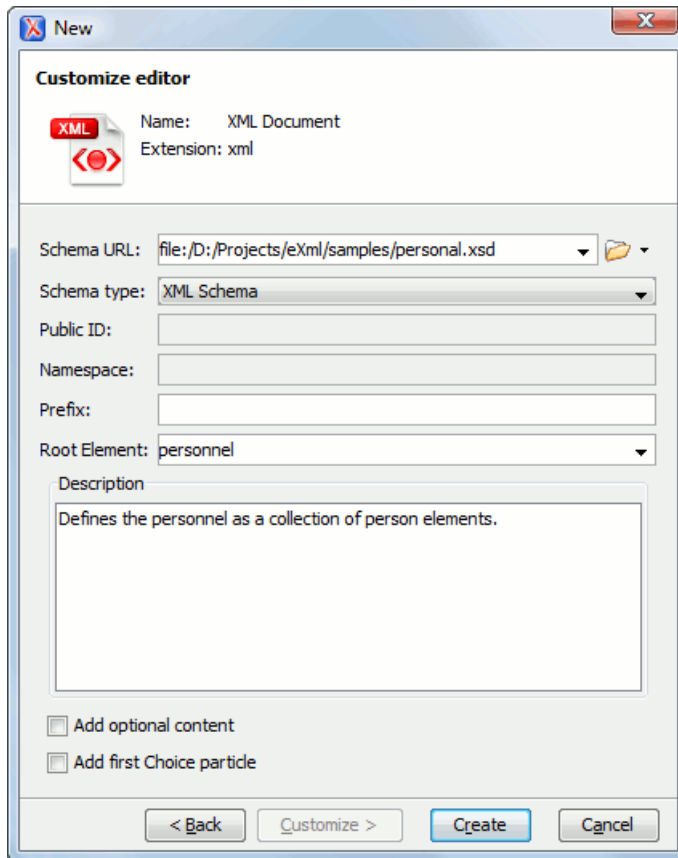 New
Customize editor
XML
Name: XML Document
Extension: xml
Schema URL: file:/D:/Projects/eXml/samples/personal.xsd
Schema type: XML Schema
Public ID:
Namespace:
Prefix:
Root Element: personnel
Description
Defines the personnel as a collection of person elements.
Add optional content
Add first Choice particle
< Back Customize > Create Cancel